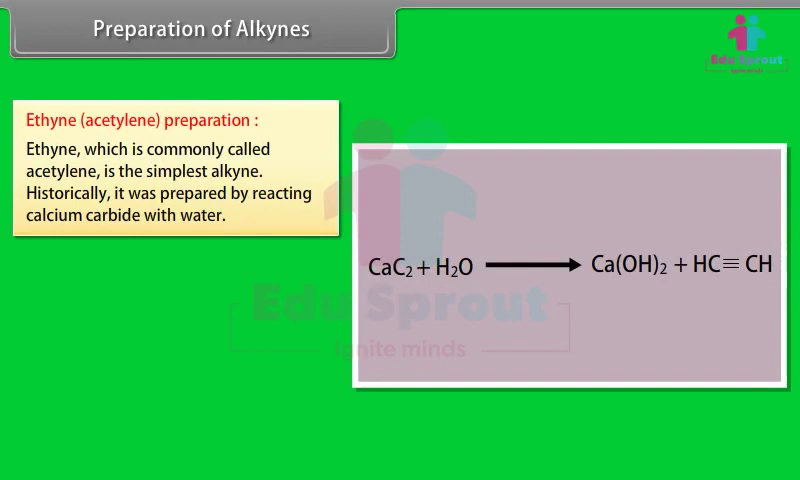 Preparation of Alkynes
Edu Sprout
Ignite minds
Ethyne (acetylene) preparation :
Ethyne, which is commonly called
acetylene, is the simplest alkyne.
Historically, it was prepared by reacting
calcium carbide with water.
CaC₂ + H₂O ⟶ Ca(OH)₂ + HC≡CH
Edu Sprout
Ignite minds